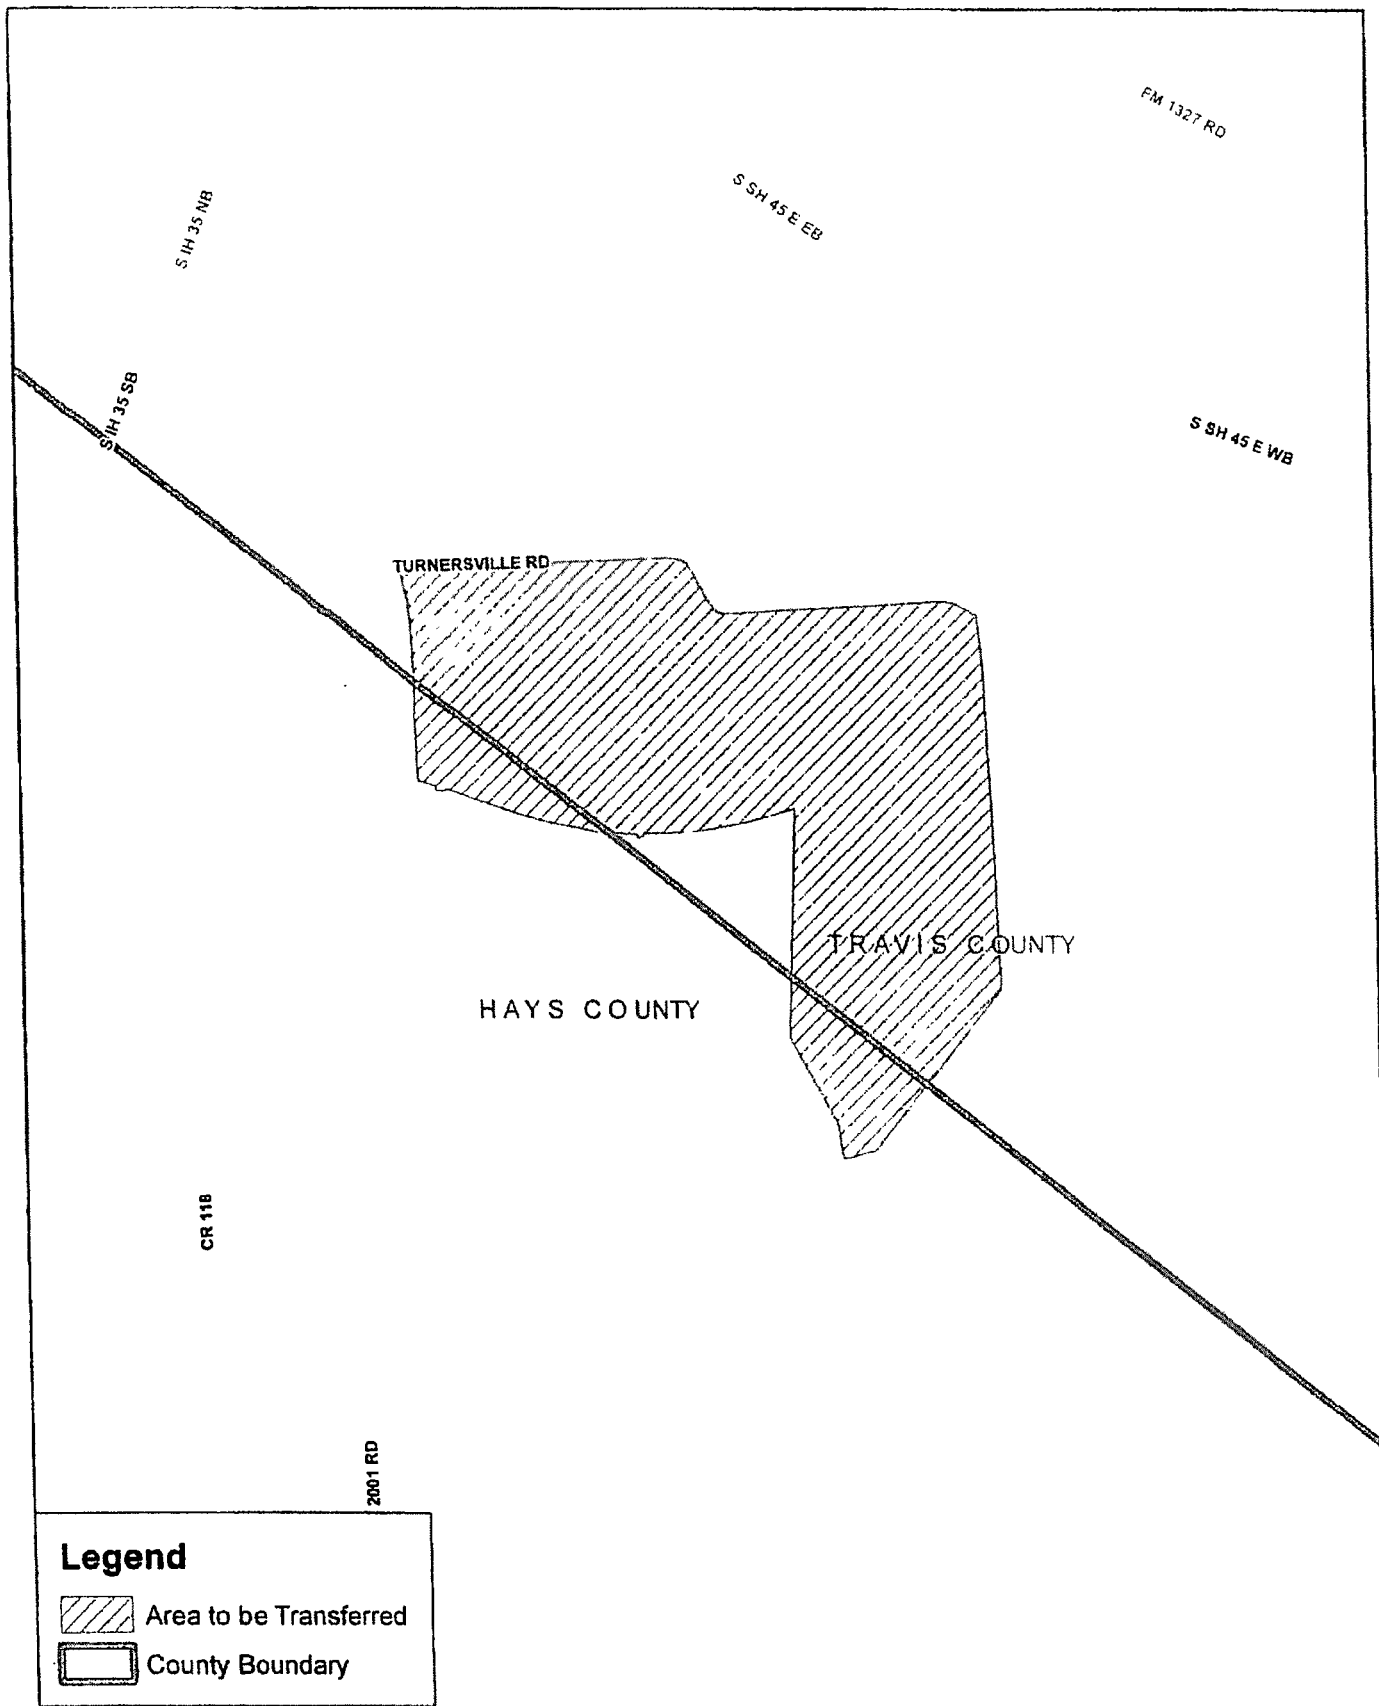 FM 1327 RD
S SH 45 E EB
S IH 35 NB
S IH 35 SB
S SH 45 E WB
TURNERSVILLE RD
TRAVIS COUNTY
HAYS COUNTY
CR 118
2001 RD
Legend
Area to be Transferred
County Boundary